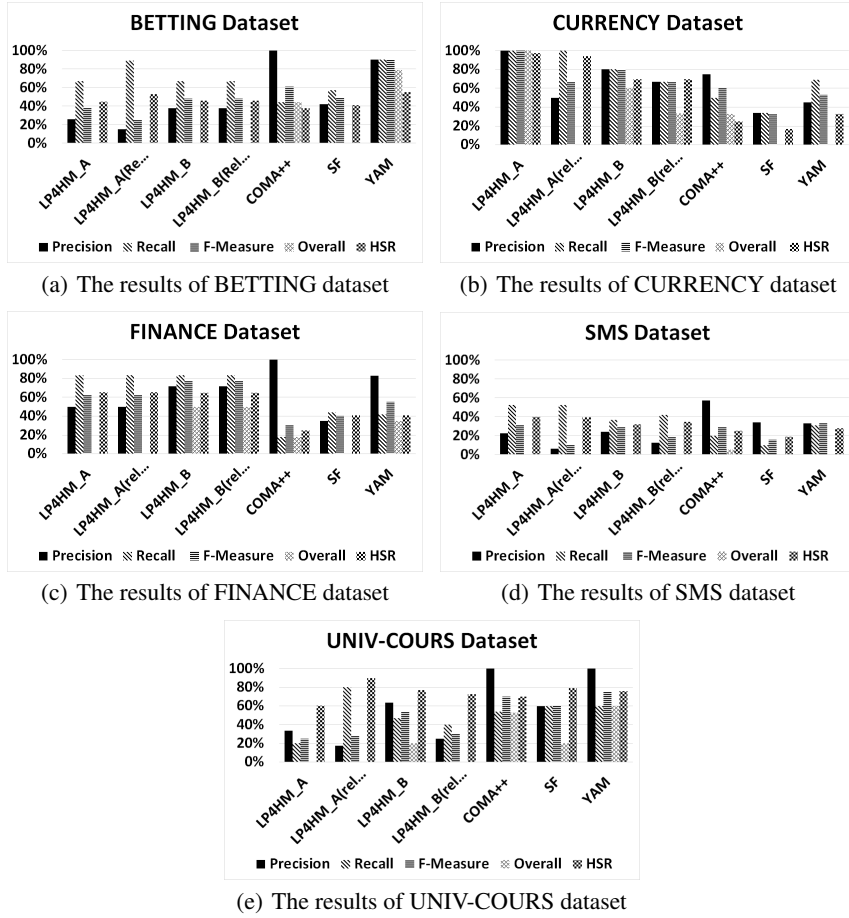 BETTING Dataset
100%
80%
60%
40%
20%
0%
LP4HM_A
LP4HM_A(Re...
LP4HM_B
LP4HM_B(Rel...
COMA++
SF
YAM
Precision Recall F-Measure Overall HSR
(a) The results of BETTING dataset
CURRENCY Dataset
100%
80%
60%
40%
20%
0%
LP4HM_A
LP4HM_A(rel...
LP4HM_B
LP4HM_B(rel...
COMA++
SF
YAM
Precision Recall F-Measure Overall HSR
(b) The results of CURRENCY dataset
FINANCE Dataset
100%
80%
60%
40%
20%
0%
LP4HM_A
LP4HM_A(rel...
LP4HM_B
LP4HM_B(rel...
COMA++
SF
YAM
Precision Recall F-Measure Overall HSR
(c) The results of FINANCE dataset
SMS Dataset
100%
80%
60%
40%
20%
0%
LP4HM_A
LP4HM_A(rel...
LP4HM_B
LP4HM_B(rel...
COMA++
SF
YAM
Precision Recall F-Measure Overall HSR
(d) The results of SMS dataset
UNIV-COURS Dataset
100%
80%
60%
40%
20%
0%
LP4HM_A
LP4HM_A(rel...
LP4HM_B
LP4HM_B(rel...
COMA++
SF
YAM
Precision Recall F-Measure Overall HSR
(e) The results of UNIV-COURS dataset